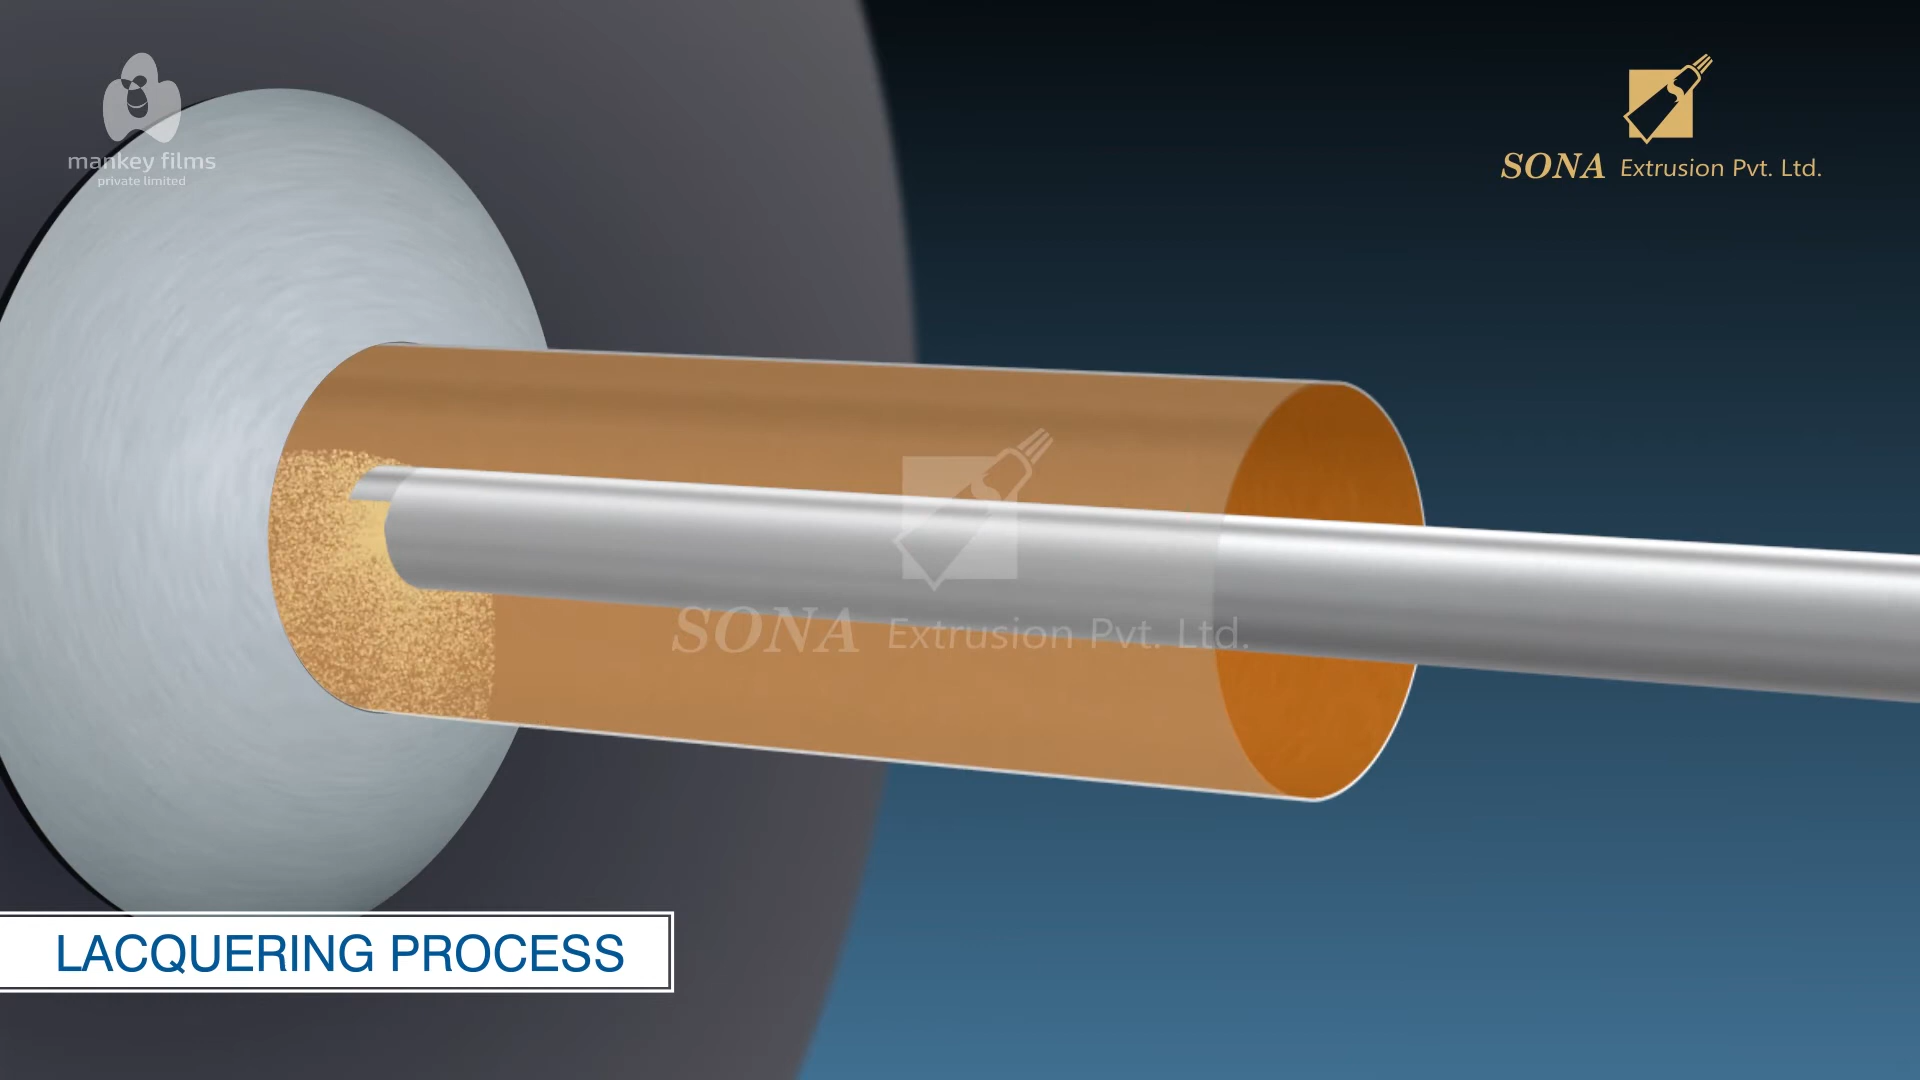 mankey films
private limited
SONA Extrusion Pvt. Ltd.
SONA Extrusion Pvt. Ltd.
LACQUERING PROCESS